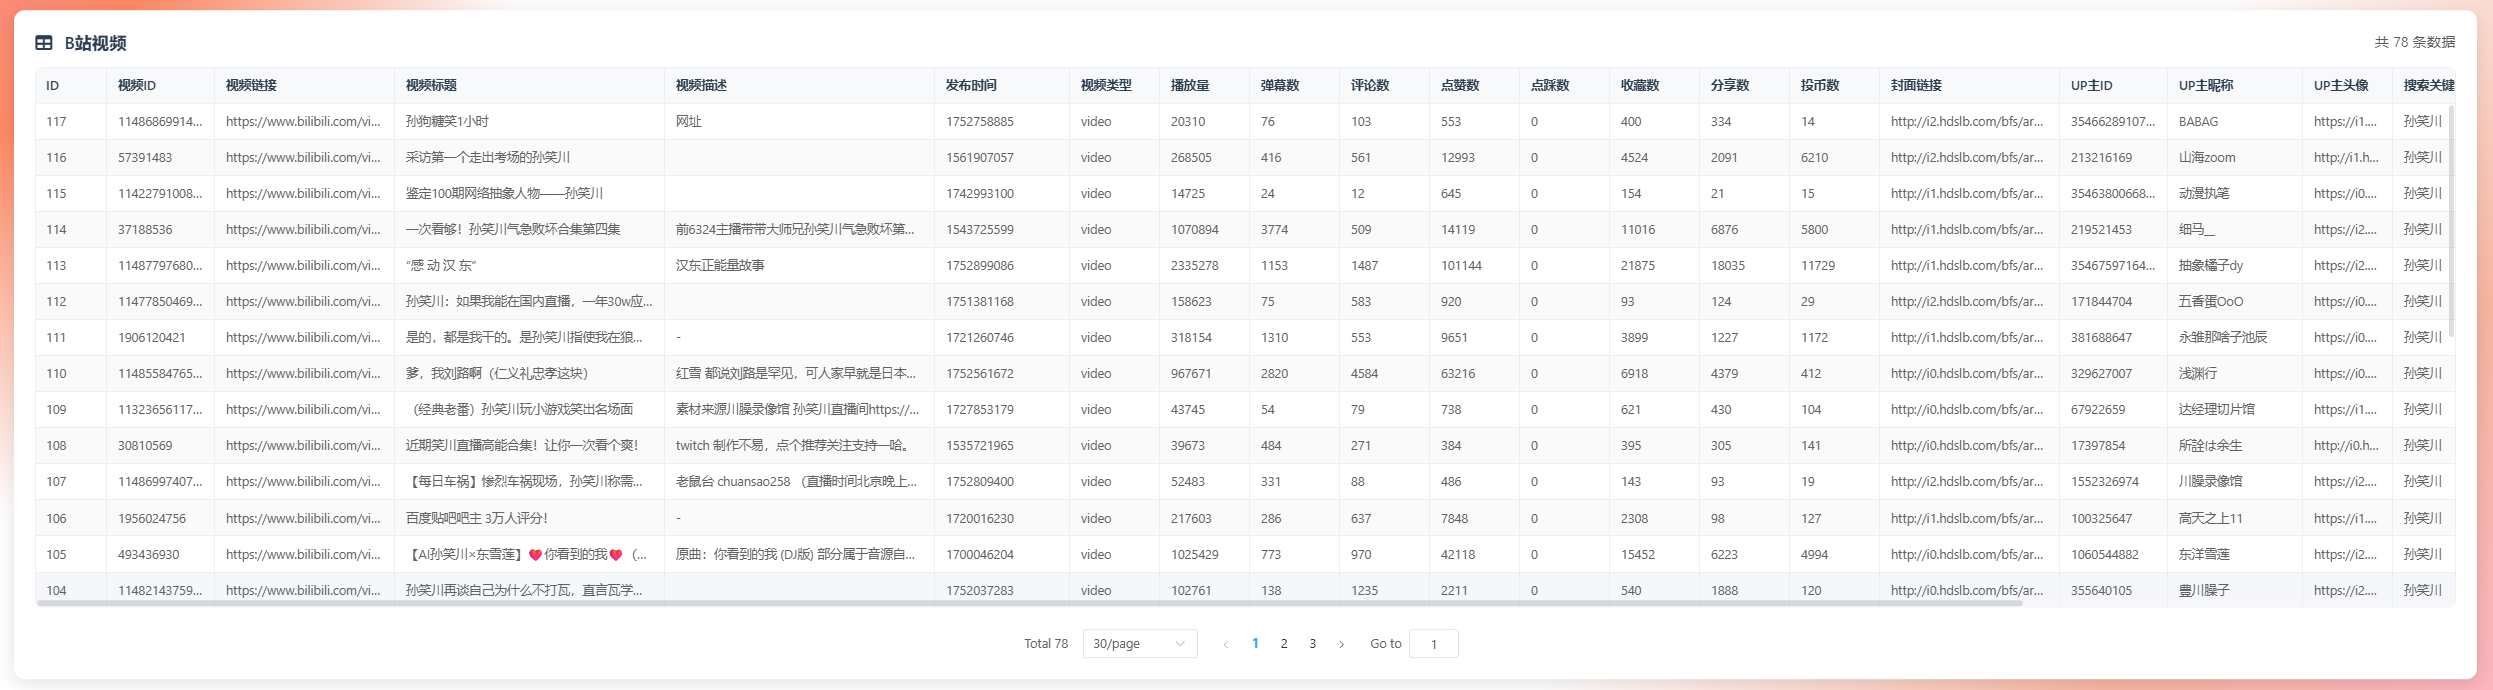 B站视频
共 78 条数据
ID 视频ID 视频链接 视频标题 视频描述 发布时间 视频类型 播放量 弹幕数 评论数 点赞数 点踩数 收藏数 分享数 投币数 封面链接 UP主ID UP主昵称 UP主头像 搜索关键
117 11486869914... https://www.bilibili.com/vi... 孙狗糖笑1小时 网址 1752758885 video 20310 76 103 553 0 400 334 14 http://i2.hdslb.com/bfs/ar... 35466289107... BABAG https://i1.... 孙笑川
116 57391483 https://www.bilibili.com/vi... 采访第一个走出考场的孙笑川 1561907057 video 268505 416 561 12993 0 4524 2091 6210 http://i2.hdslb.com/bfs/ar... 213216169 山海zoom http://i1.h... 孙笑川
115 11422791008... https://www.bilibili.com/vi... 鉴定100期网络抽象人物——孙笑川 1742993100 video 14725 24 12 645 0 154 21 15 http://i1.hdslb.com/bfs/ar... 35463800668... 动漫执笔 https://i0.... 孙笑川
114 37188536 https://www.bilibili.com/vi... 一次看够！孙笑川气急败坏合集第四集 前6324主播带带大师兄孙笑川气急败坏第... 1543725599 video 1070894 3774 509 14119 0 11016 6876 5800 http://i1.hdslb.com/bfs/ar... 219521453 细马__ https://i2.... 孙笑川
113 11487797680... https://www.bilibili.com/vi... “感 动 汉 东” 汉东正能量故事 1752899086 video 2335278 1153 1487 101144 0 21875 18035 11729 http://i1.hdslb.com/bfs/ar... 35467597164... 抽象橘子dy https://i2.... 孙笑川
112 11477850469... https://www.bilibili.com/vi... 孙笑川：如果我能在国内直播，一年30w应... 1751381168 video 158623 75 583 920 0 93 124 29 http://i1.hdslb.com/bfs/ar... 171844704 五香蛋OoO https://i0.... 孙笑川
111 1906120421 https://www.bilibili.com/vi... 是的，都是我干的。是孙笑川指使我在狼... - 1721260746 video 318154 1310 553 9651 0 3899 1227 1172 http://i1.hdslb.com/bfs/ar... 381688647 永雏那啥子池辰 https://i0.... 孙笑川
110 11485584765... https://www.bilibili.com/vi... 爹，我刘路啊（仁义礼忠孝这块） 红雪 都说刘路是罕见，可人家早就是日本... 1752561672 video 967671 2820 4584 63216 0 6918 4379 412 http://i0.hdslb.com/bfs/ar... 329627007 浅渊行 https://i0.... 孙笑川
109 11323656117... https://www.bilibili.com/vi... （经典老番）孙笑川玩小游戏笑出名场面 素材来源川臊录像馆 孙笑川直播间https://... 1727853179 video 43745 54 79 738 0 621 430 104 http://i0.hdslb.com/bfs/ar... 67922659 达经理切片馆 https://i1.... 孙笑川
108 30810569 https://www.bilibili.com/vi... 近期笑川直播高能合集！让你一次看个爽！ twitch 制作不易，点个推荐关注支持一哈。 1535721965 video 39673 484 271 384 0 395 305 141 http://i0.hdslb.com/bfs/ar... 17397854 所詮は余生 http://i0.h... 孙笑川
107 11486997407... https://www.bilibili.com/vi... 【每日车祸】惨烈车祸现场，孙笑川称需... 老鼠台 chuansao258 （直播时间北京晚上... 1752809400 video 52483 331 88 486 0 143 93 19 http://i2.hdslb.com/bfs/ar... 1552326974 川臊录像馆 https://i2.... 孙笑川
106 1956024756 https://www.bilibili.com/vi... 百度贴吧吧主 3万人评分！ - 1720016230 video 217603 286 637 7848 0 2308 98 127 http://i1.hdslb.com/bfs/ar... 100325647 高天之上11 https://i1.... 孙笑川
105 493436930 https://www.bilibili.com/vi... 【AI孙笑川×东雪莲】❤️你看到的我❤️（... 原曲：你看到的我 (DJ版) 部分属于音源自... 1700046204 video 1025429 773 970 42118 0 15452 6223 4994 http://i0.hdslb.com/bfs/ar... 1060544882 东洋雪莲 https://i2.... 孙笑川
104 11482143759... https://www.bilibili.com/vi... 孙笑川再谈自己为什么不打瓦，直言瓦学... 1752037283 video 102761 138 1235 2211 0 540 1888 120 http://i0.hdslb.com/bfs/ar... 355640105 豊川臊子 https://i2.... 孙笑川
Total 78 30/page 1 2 3 Go to 1